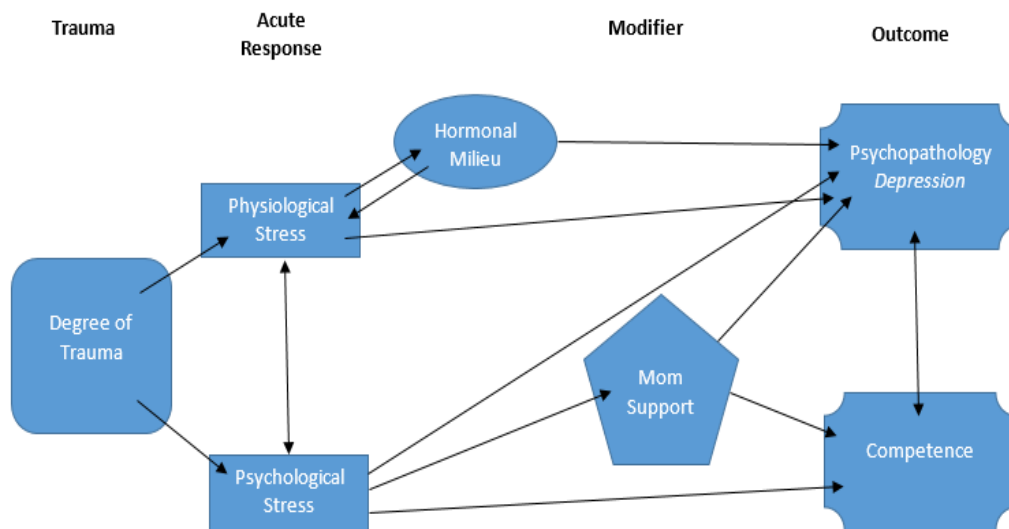 Trauma
Acute
Response
Modifier
Outcome
Hormonal
Milieu
Psychopathology
Depression
Physiological
Stress
Degree of
Trauma
Mom
Support
Competence
Psychological
Stress